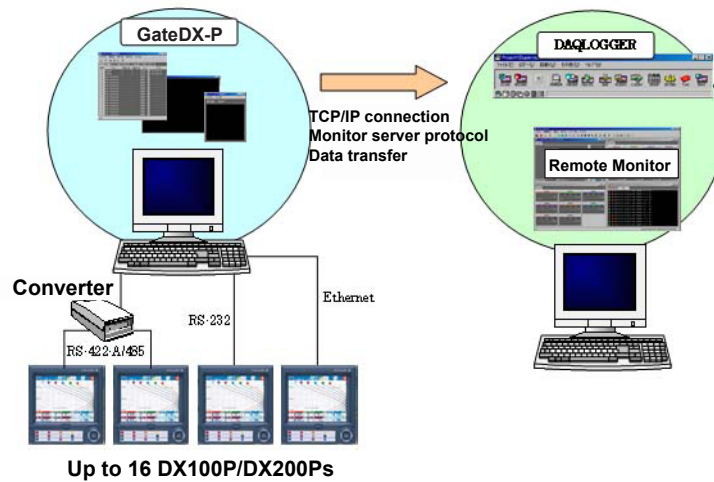 GateDX-P
DAQLOGGER
TCP/IP connection
Monitor server protocol
Data transfer
Remote Monitor
Converter
Ethernet
RS-232
RS-422-A/485
Up to 16 DX100P/DX200Ps